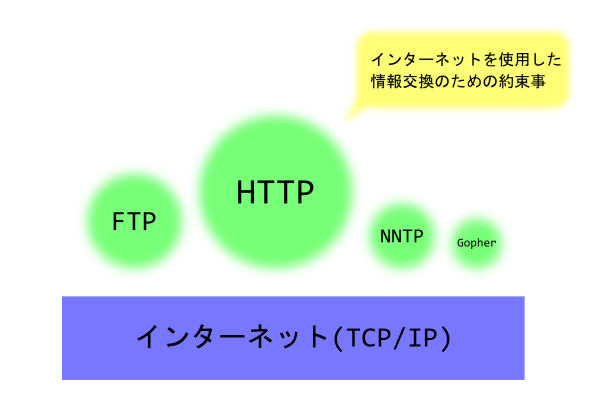 インターネットを使用した
情報交換のための約束事
HTTP
FTP
NNTP
Gopher
インターネット(TCP/IP)